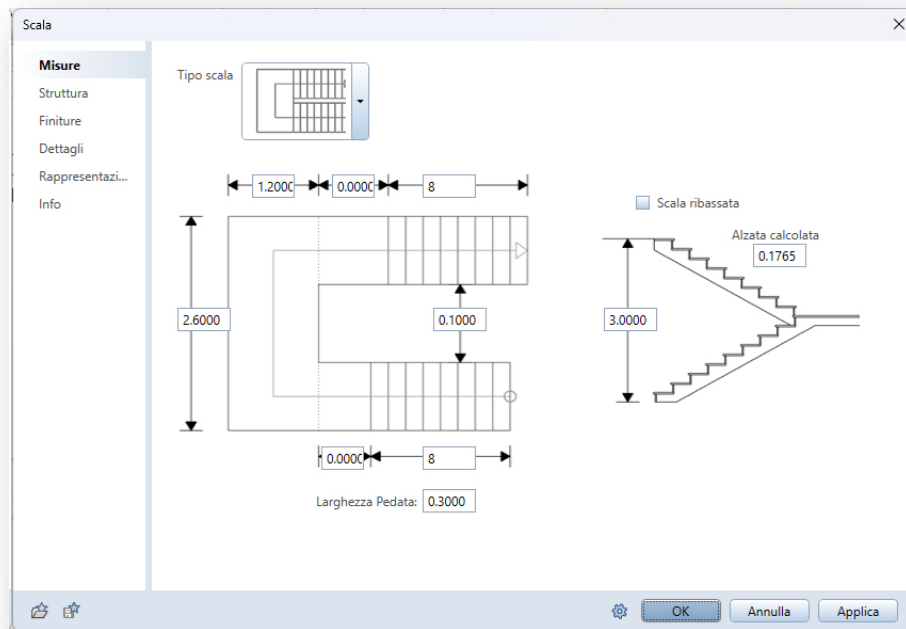 Scala
Misure
Struttura
Finiture
Dettagli
Rappresentazi...
Info
Tipo scala
1.2000
0.0000
8
Scala ribassata
Alzata calcolata
0.1765
2.6000
0.1000
3.0000
0.0000
8
Larghezza Pedata: 0.3000
OK
Annulla
Applica